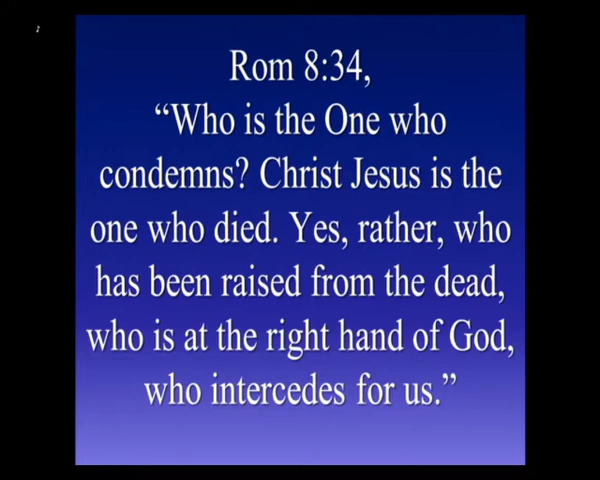 Rom 8:34,
“Who is the One who
condemns? Christ Jesus is the
one who died. Yes, rather, who
has been raised from the dead,
who is at the right hand of God,
who intercedes for us.”